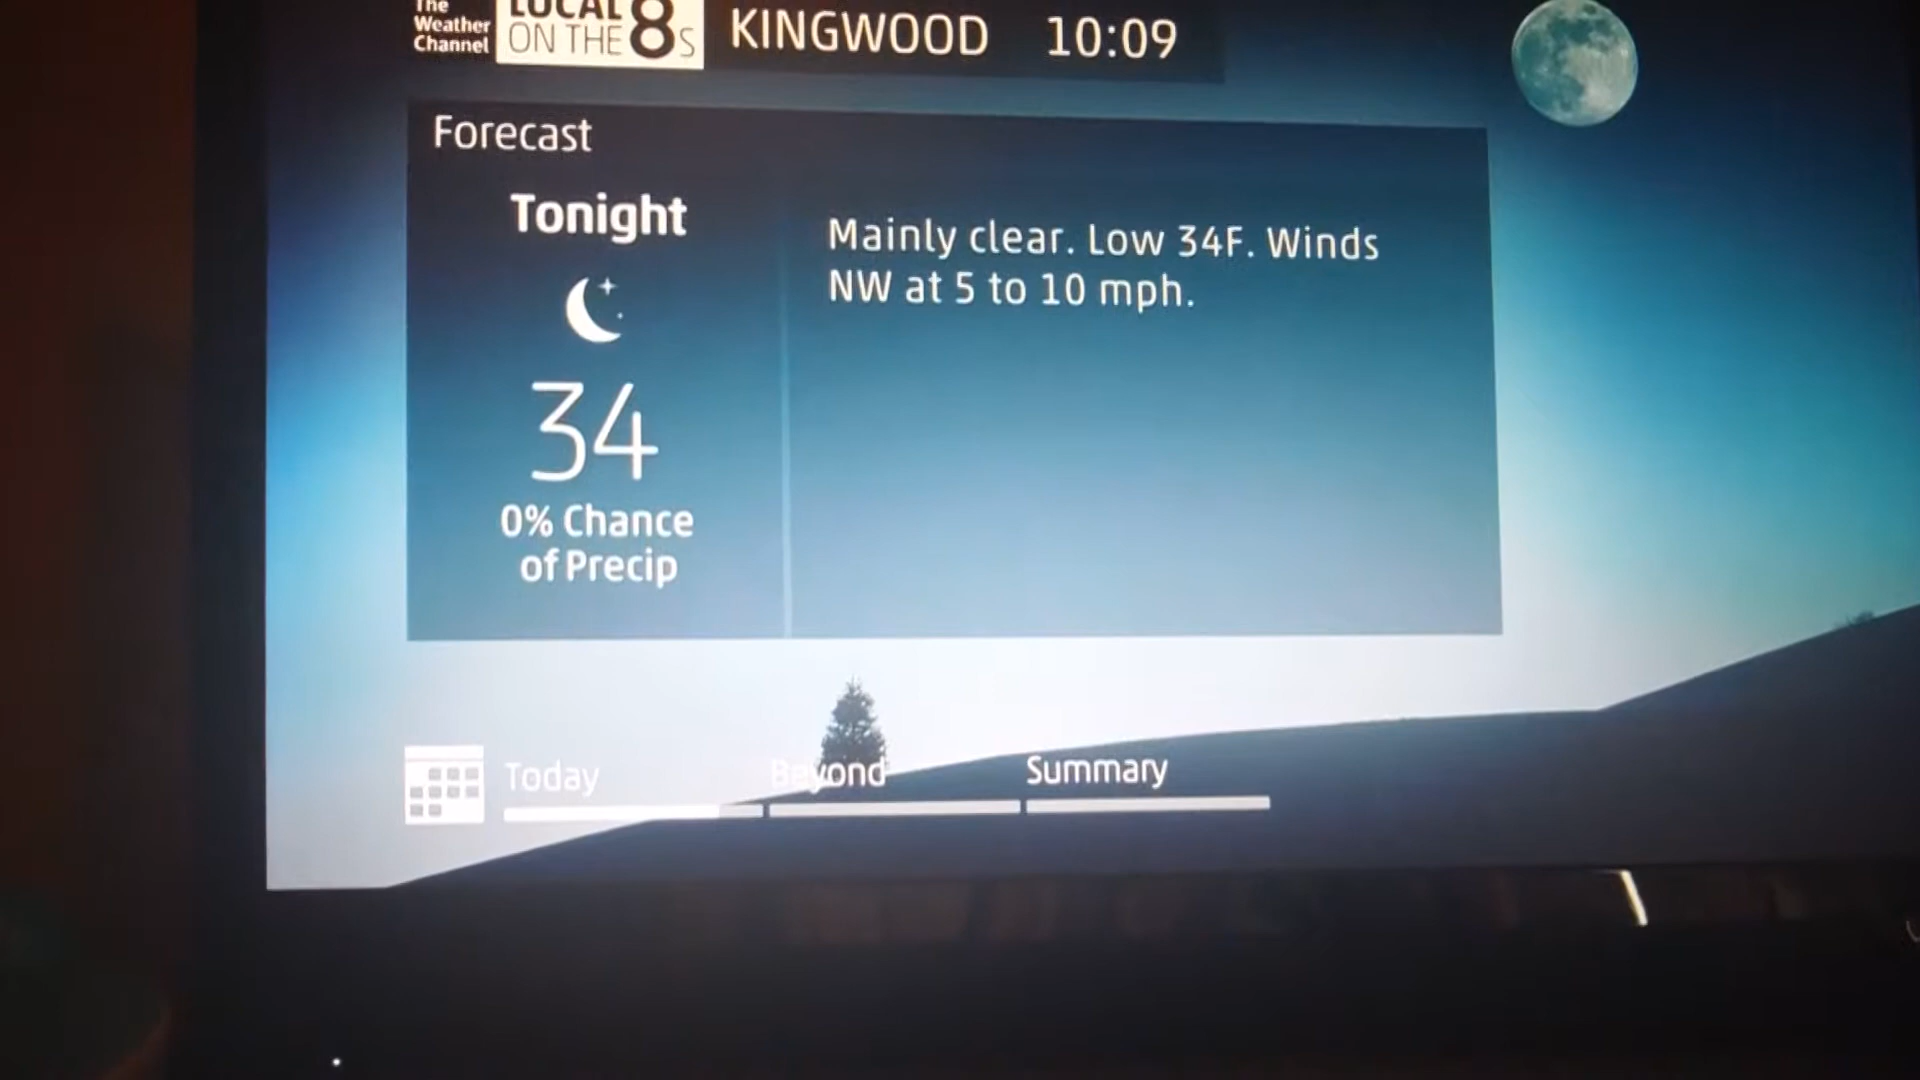 The
Weather
Channel
LOCAL
ON THE 8s
KINGWOOD 10:09
Forecast
Tonight
34
0% Chance
of Precip
Mainly clear. Low 34F. Winds
NW at 5 to 10 mph.
Today Beyond Summary